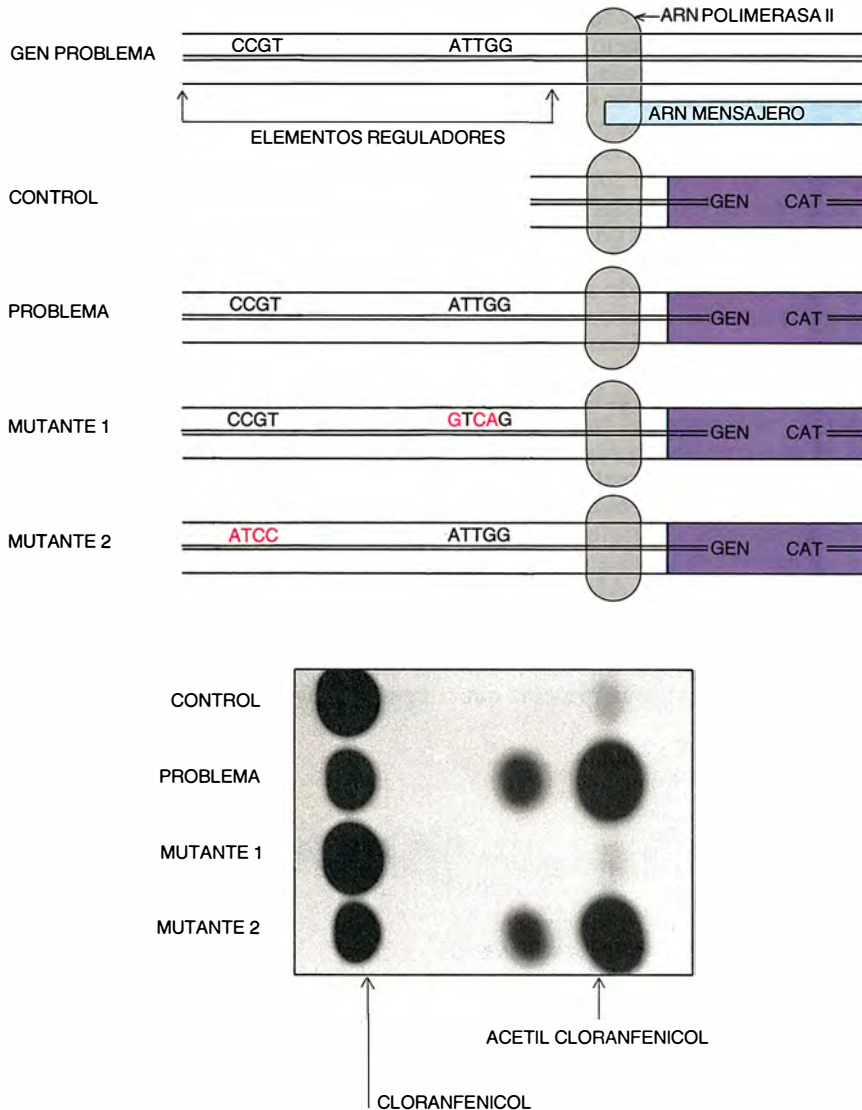 ARN POLIMERASA II
GEN PROBLEMA
CCGT ATTGG
ARN MENSAJERO
ELEMENTOS REGULADORES
CONTROL
GEN CAT
PROBLEMA
CCGT ATTGG
GEN CAT
MUTANTE 1
CCGT GTCAG
GEN CAT
MUTANTE 2
ATCC ATTGG
GEN CAT
CONTROL
PROBLEMA
MUTANTE 1
MUTANTE 2
ACETIL CLORANFENICOL
CLORANFENICOL